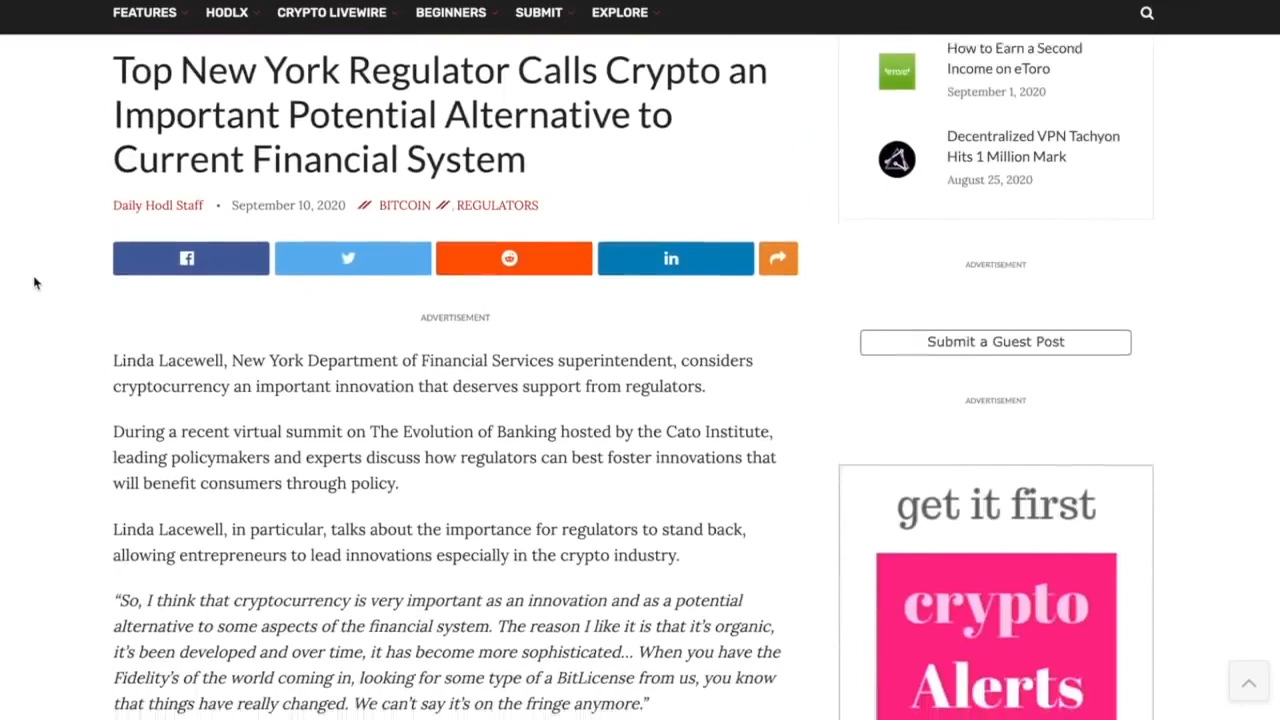 FEATURES HODLX CRYPTO LIVEWIRE BEGINNERS SUBMIT EXPLORE
Top New York Regulator Calls Crypto an
Important Potential Alternative to
Current Financial System
Daily Hodl Staff • September 10, 2020 // BITCOIN //, REGULATORS
ADVERTISEMENT
Linda Lacewell, New York Department of Financial Services superintendent, considers
cryptocurrency an important innovation that deserves support from regulators.
During a recent virtual summit on The Evolution of Banking hosted by the Cato Institute,
leading policymakers and experts discuss how regulators can best foster innovations that
will benefit consumers through policy.
Linda Lacewell, in particular, talks about the importance for regulators to stand back,
allowing entrepreneurs to lead innovations especially in the crypto industry.
“So, I think that cryptocurrency is very important as an innovation and as a potential
alternative to some aspects of the financial system. The reason I like it is that it’s organic,
it’s been developed and over time, it has become more sophisticated… When you have the
Fidelity’s of the world coming in, looking for some type of a BitLicense from us, you know
that things have really changed. We can’t say it’s on the fringe anymore.”
eToro
How to Earn a Second
Income on eToro
September 1, 2020
Decentralized VPN Tachyon
Hits 1 Million Mark
August 25, 2020
ADVERTISEMENT
Submit a Guest Post
ADVERTISEMENT
get it first
crypto
Alerts